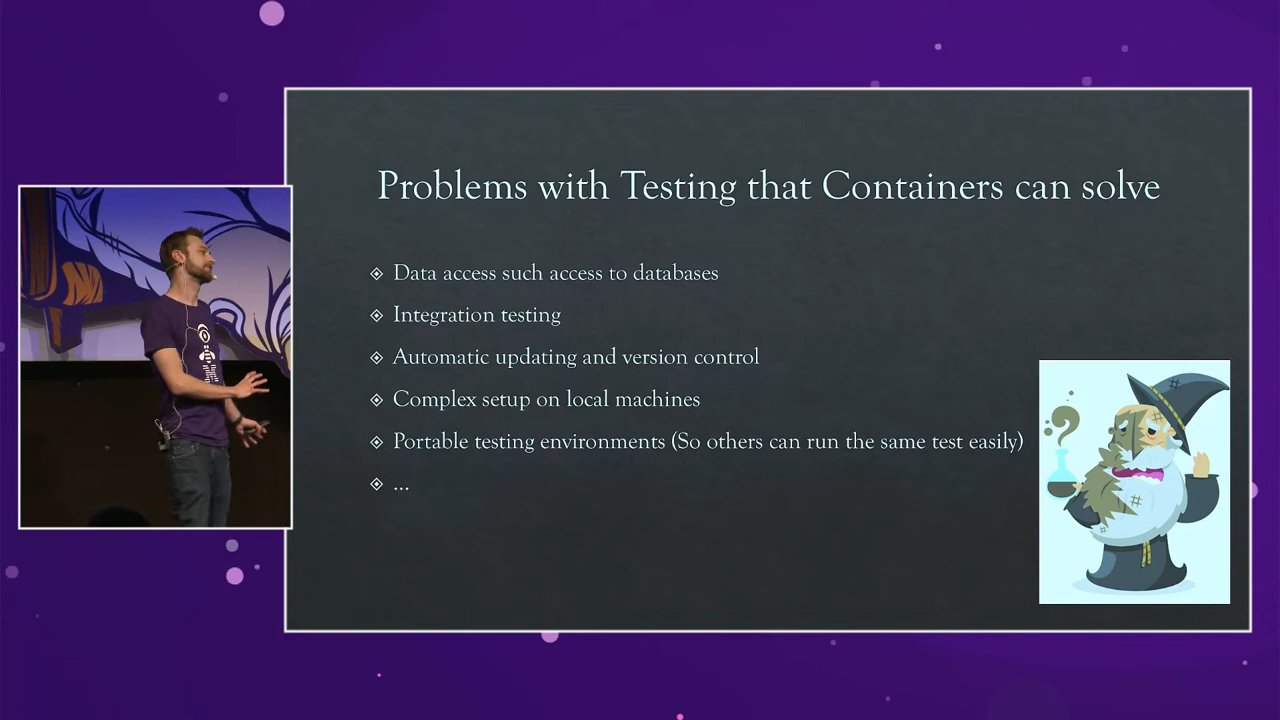 Problems with Testing that Containers can solve
Data access such access to databases
Integration testing
Automatic updating and version control
Complex setup on local machines
Portable testing environments (So others can run the same test easily)
...